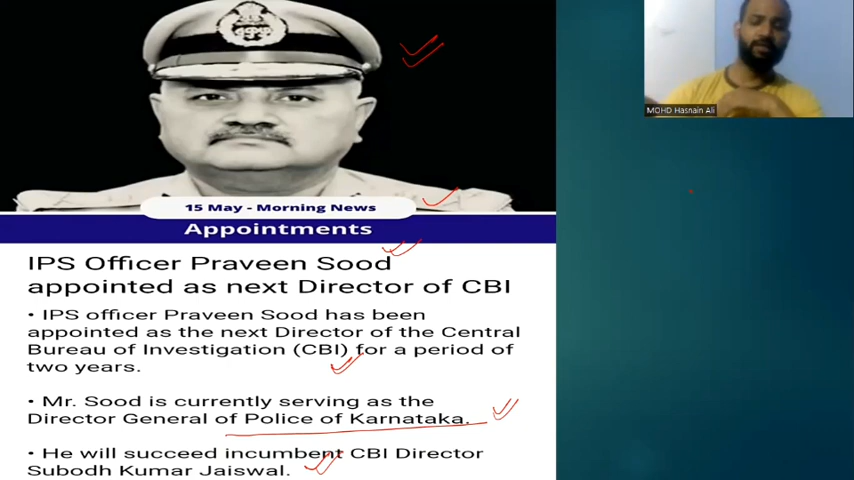 MOHD Hasnain Ali
15 May - Morning News
Appointments
IPS Officer Praveen Sood
appointed as next Director of CBI
• IPS officer Praveen Sood has been
appointed as the next Director of the Central
Bureau of Investigation (CBI) for a period of
two years.
• Mr. Sood is currently serving as the
Director General of Police of Karnataka.
• He will succeed incumbent CBI Director
Subodh Kumar Jaiswal.